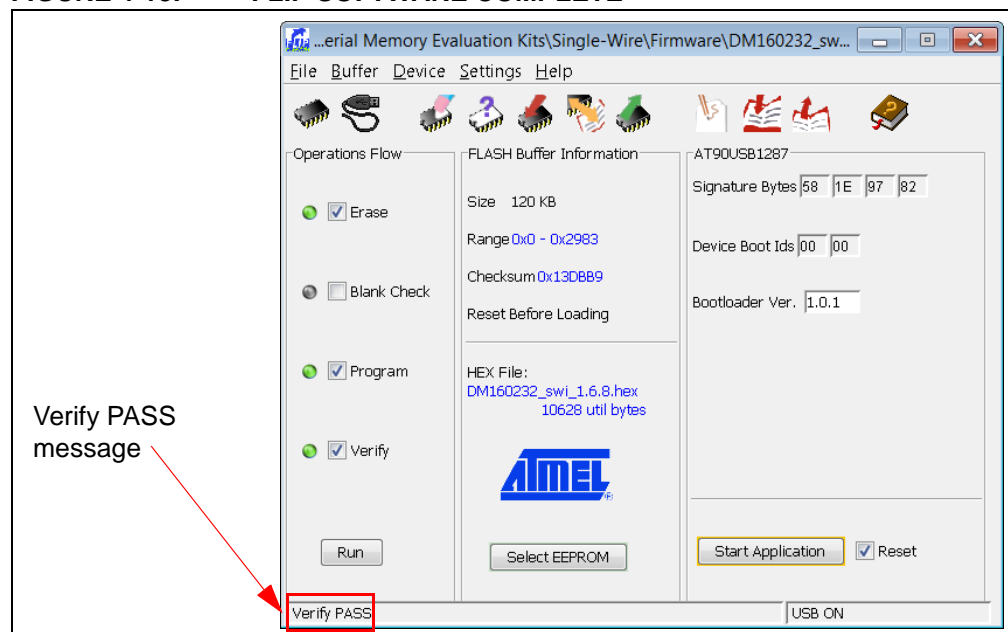 ...erial Memory Evaluation Kits\Single-Wire\Firmware\DM160232_sw...
File Buffer Device Settings Help
Operations Flow
Erase
Blank Check
Program
Verify
Run
FLASH Buffer Information
Size 120 KB
Range 0x0 - 0x2983
Checksum 0x13DBB9
Reset Before Loading
HEX File:
DM160232_swi_1.6.8.hex
10628 util bytes
ATMEL ®
Select EEPROM
AT90USB1287
Signature Bytes 58 1E 97 82
Device Boot Ids 00 00
Bootloader Ver. 1.0.1
Start Application Reset
Verify PASS
USB ON
Verify PASS
message